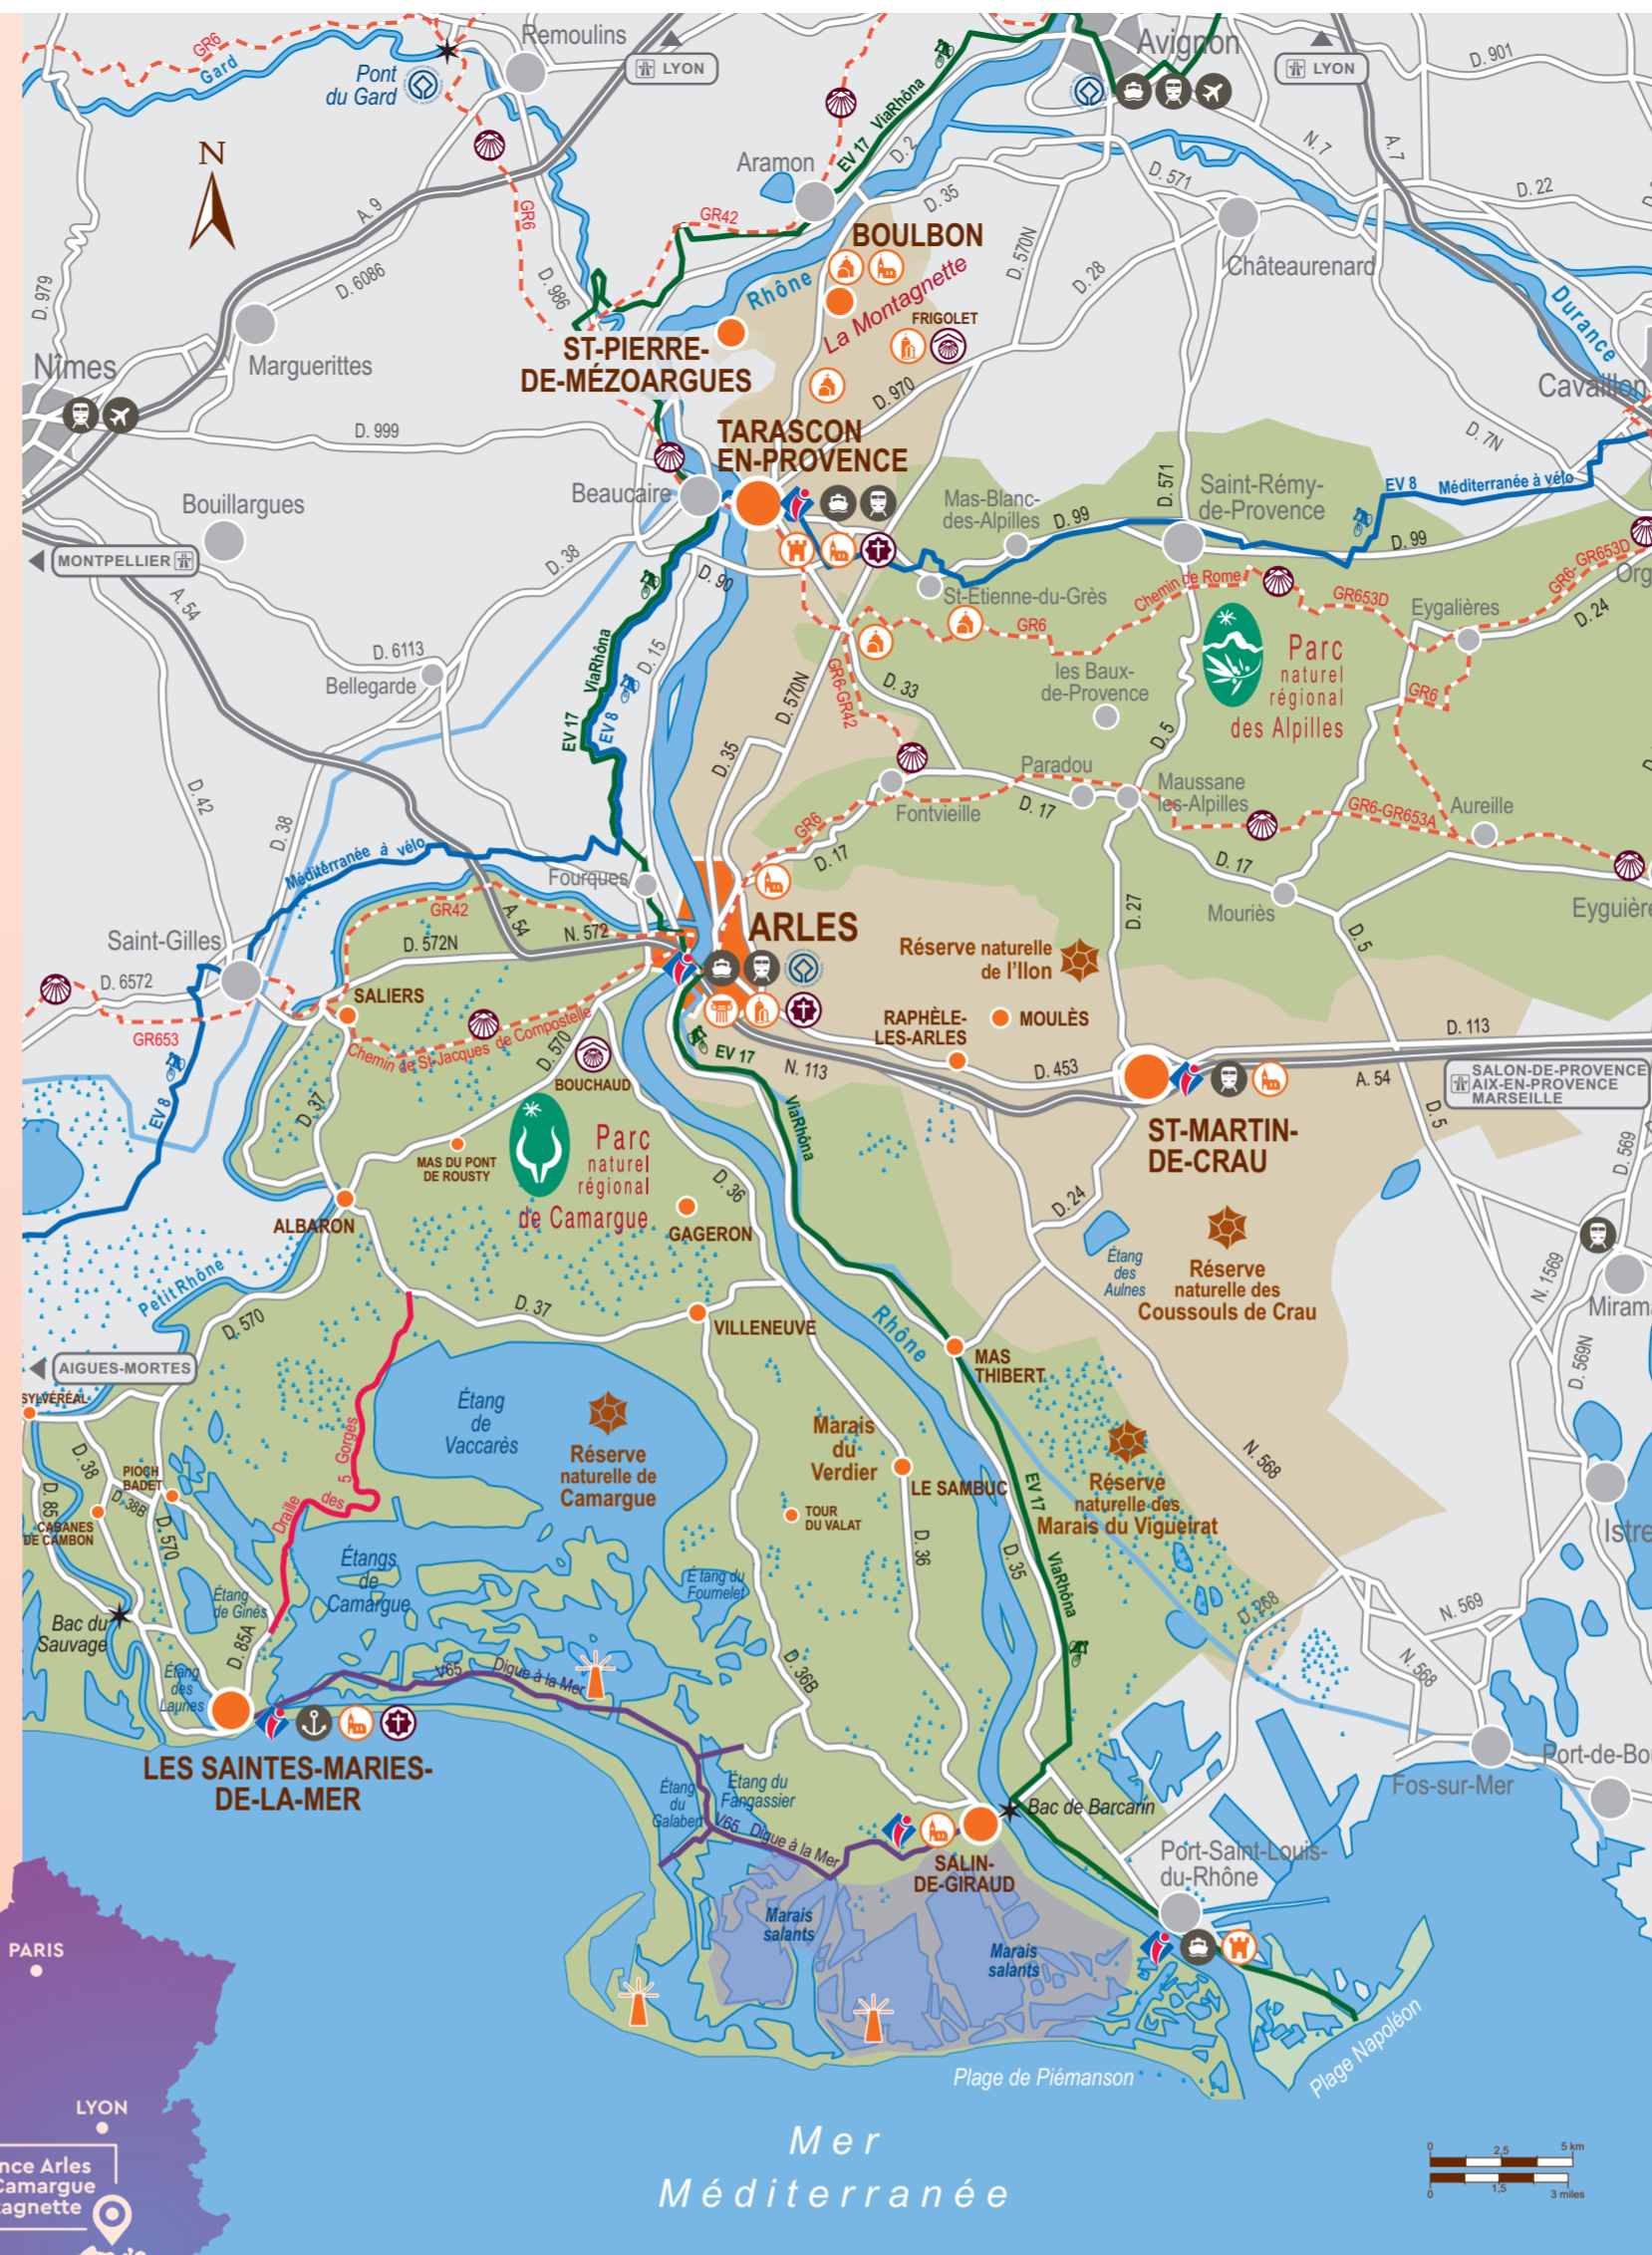 GR6
Gard
Remoulins
Pont
du Gard
LYON
Avignon
LYON
D. 901
N
Aramon
EV 17 ViaRhôna
D. 2
D. 35
N. 7
A. 7
D. 571
D. 22
A. 9
GR6
GR42
D. 979
D. 6086
D. 986
BOULBON
Rhône
La Montagnette
D. 570N
D. 28
Châteaurenard
Durance
FRIGOLET
Nîmes
Marguerittes
ST-PIERRE-
DE-MÉZOARGUES
D. 970
Cavaillon
D. 999
TARASCON
EN-PROVENCE
D. 7N
Bouillargues
Beaucaire
Mas-Blanc-
des-Alpilles
D. 99
D. 571
Saint-Rémy-
de-Provence
EV 8
Méditerranée à vélo
D. 99
MONTPELLIER
D. 38
D. 90
A. 54
St-Etienne-du-Grès
Chemin de Rome
GR653D
GR6- GR653D
Eygalières
D. 24
GR6
ViaRhôna
D. 15
D. 6113
Bellegarde
EV 17
EV 8
GR6-GR42
D. 33
D. 570N
les Baux-
de-Provence
Parc
naturel
régional
des Alpilles
GR6
D. 5
D. 35
D. 42
D. 38
Paradou
Maussane
les-Alpilles
Fontvieille
D. 17
GR6-GR653A
Aureille
GR6
D. 17
D. 17
Méditerranée à vélo
Fourques
Mouriès
D. 27
D. 5
GR42
A. 54
N. 572
D. 572N
ARLES
Saint-Gilles
D. 6572
Réserve naturelle
de l'Ilon
SALIERS
GR653
Chemin de St-Jacques de Compostelle
D. 570
RAPHÈLE-
LES-ARLES
MOULÈS
D. 113
BOUCHAUD
EV 17
N. 113
D. 453
A. 54
SALON-DE-PROVENCE
AIX-EN-PROVENCE
MARSEILLE
EV 8
D. 37
ViaRhôna
D. 5
D. 569
MAS DU PONT
DE ROUSTY
Parc
naturel
régional
de Camargue
ST-MARTIN-
DE-CRAU
D. 36
D. 24
ALBARON
GAGERON
Étang
des
Aulnes
Réserve
naturelle des
Coussouls de Crau
N. 1569
Petit Rhône
D. 570
D. 37
VILLENEUVE
Rhône
D. 569N
AIGUES-MORTES
MAS
THIBERT
SYLVÉRÉAL
Étang
de
Vaccarès
Draille des 5 Gorges
Réserve
naturelle de
Camargue
Marais
du
Verdier
LE SAMBUC
TOUR
DU VALAT
EV 17
Réserve
naturelle des
Marais du Vigueirat
N. 568
D. 38
PIOCH
BADET
D. 38B
D. 85
CABANES
DE CAMBON
D. 570
D. 36
D. 35
ViaRhôna
Étangs
de
Camargue
Étang
de Ginès
Étang du
Fournelet
D. 268
N. 569
Bac du
Sauvage
D. 85A
Étang
des
Launes
V65
Digue à la Mer
D. 36B
N. 568
LES SAINTES-MARIES-
DE-LA-MER
Étang
du
Galabert
Étang du
Fangassier
V65 Digue à la Mer
Bac de Barcarin
Fos-sur-Mer
SALIN-
DE-GIRAUD
Port-Saint-Louis-
du-Rhône
Marais
salants
Marais
salants
PARIS
LYON
Plage de Piémanson
Plage Napoléon
Mer
Méditerranée
0 2,5 5 km
0 1,5 3 miles